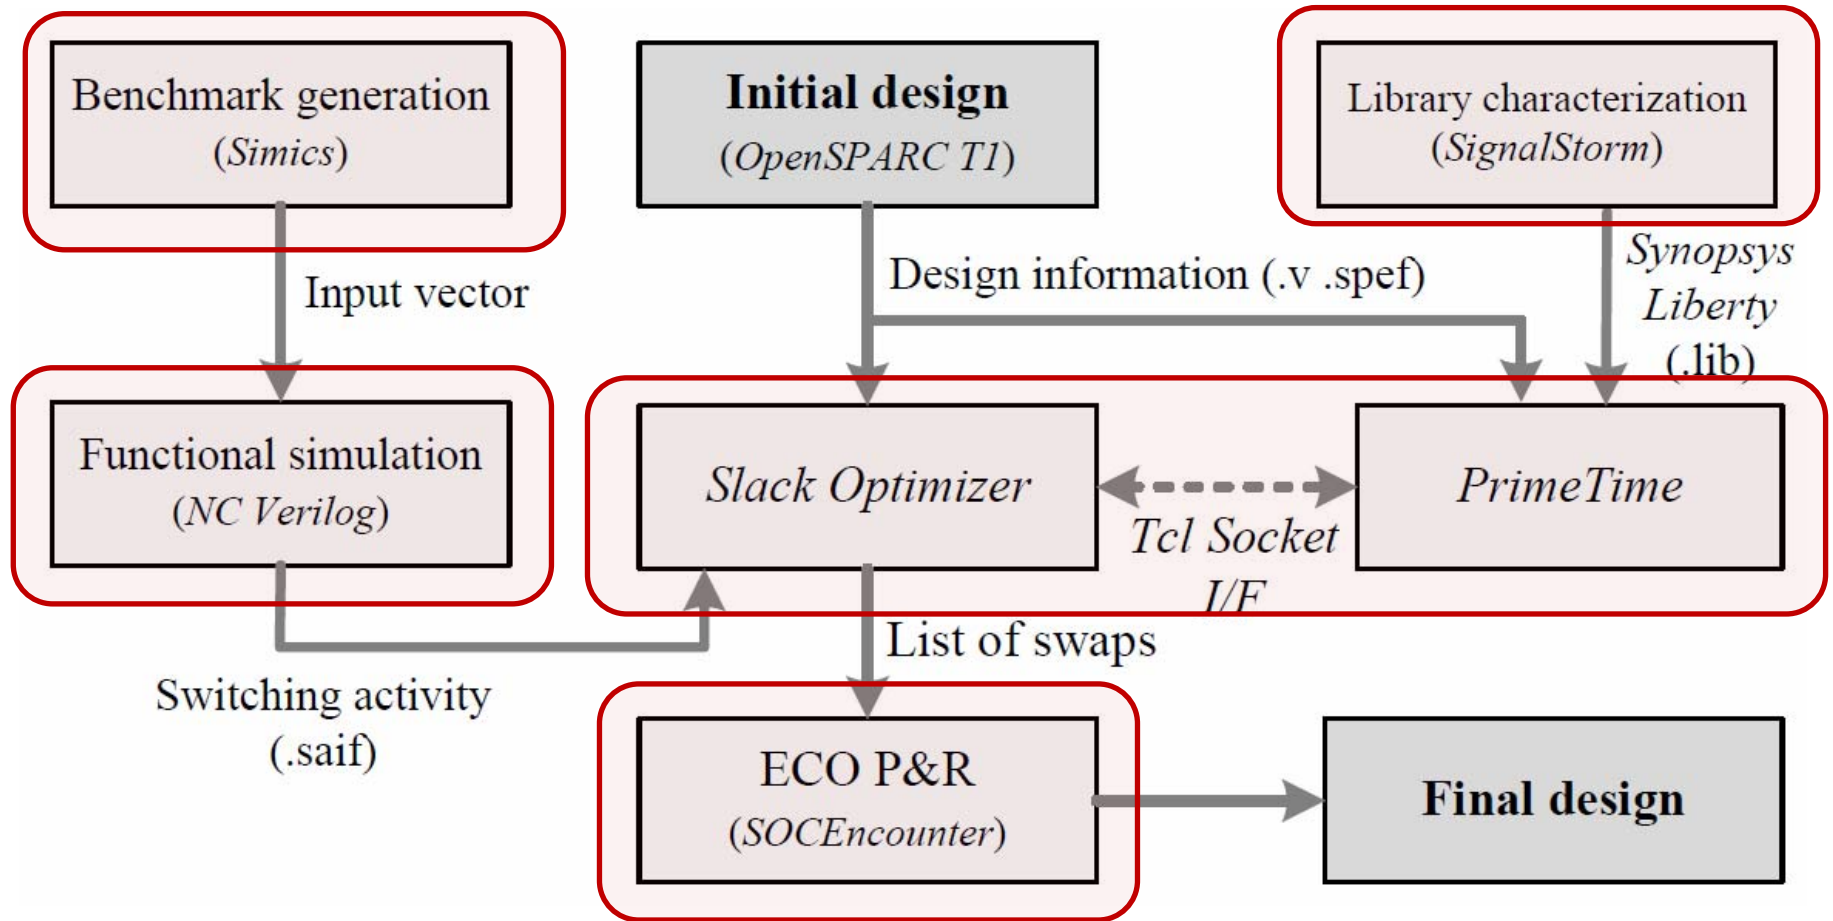 Benchmark generation
(Simics)
Initial design
(OpenSPARC T1)
Library characterization
(SignalStorm)
Input vector
Design information (.v .spef)
Synopsys
Liberty
(.lib)
Functional simulation
(NC Verilog)
Slack Optimizer
Tcl Socket
I/F
PrimeTime
Switching activity
(.saif)
List of swaps
ECO P&R
(SOCEncounter)
Final design